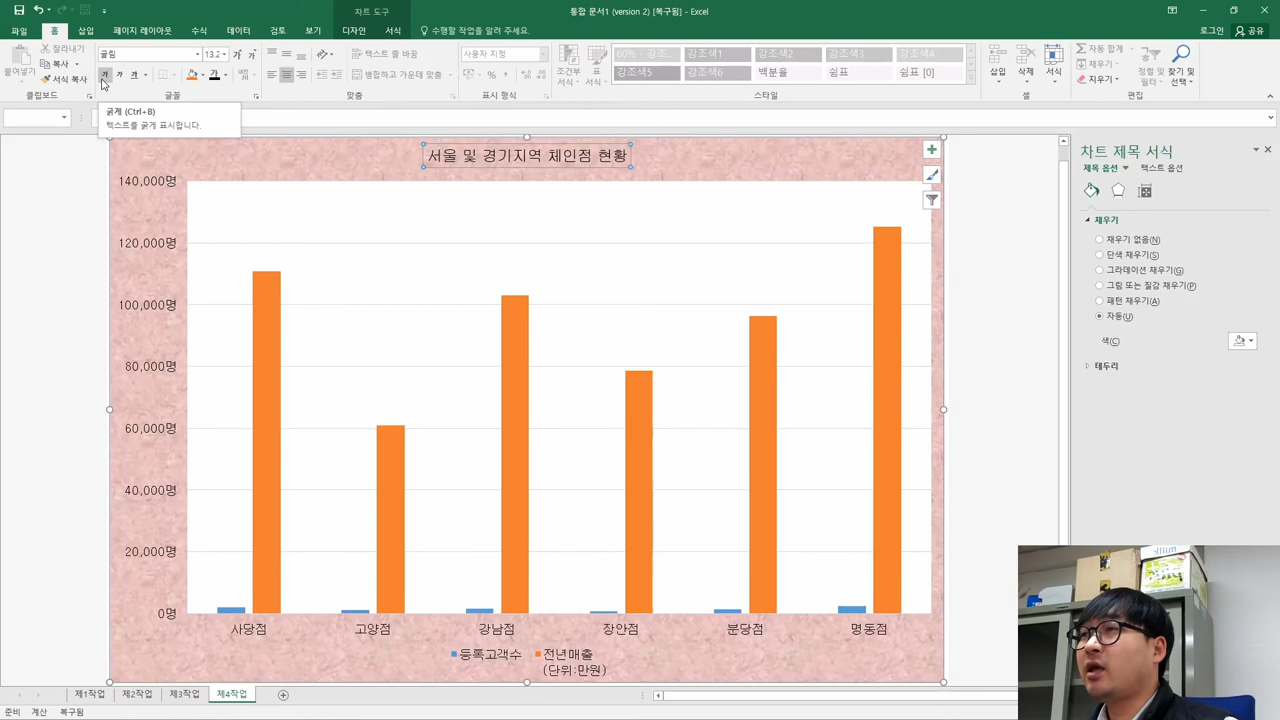 차트 도구
통합 문서1 (version 2) [복구됨] - Excel
파일 홈 삽입 페이지 레이아웃 수식 데이터 검토 보기 디자인 서식 수행할 작업을 알려 주세요.
로그인 공유
붙여넣기
잘라내기
복사
서식 복사
클립보드
굴림 13.2
가 가 가
글꼴
텍스트 줄 바꿈
병합하고 가운데 맞춤
맞춤
사용자 지정
표시 형식
조건부 서식
표 서식
60% - 강조... 강조색1 강조색2 강조색3 강조색4
강조색5 강조색6 백분율 쉼표 쉼표 [0]
스타일
삽입 삭제 서식
셀
자동 합계
채우기
지우기
정렬 및 필터
찾기 및 선택
편집
굵게 (Ctrl+B)
텍스트를 굵게 표시합니다.
서울 및 경기지역 체인점 현황
140,000명
120,000명
100,000명
80,000명
60,000명
40,000명
20,000명
0명
사당점 고양점 강남점 장안점 분당점 명동점
등록고객수 전년매출
(단위:만원)
차트 제목 서식
제목 옵션 텍스트 옵션
채우기
채우기 없음(N)
단색 채우기(S)
그라데이션 채우기(G)
그림 또는 질감 채우기(P)
패턴 채우기(A)
자동(U)
색(C)
테두리
제1작업 제2작업 제3작업 제4작업
준비 계산 복구됨